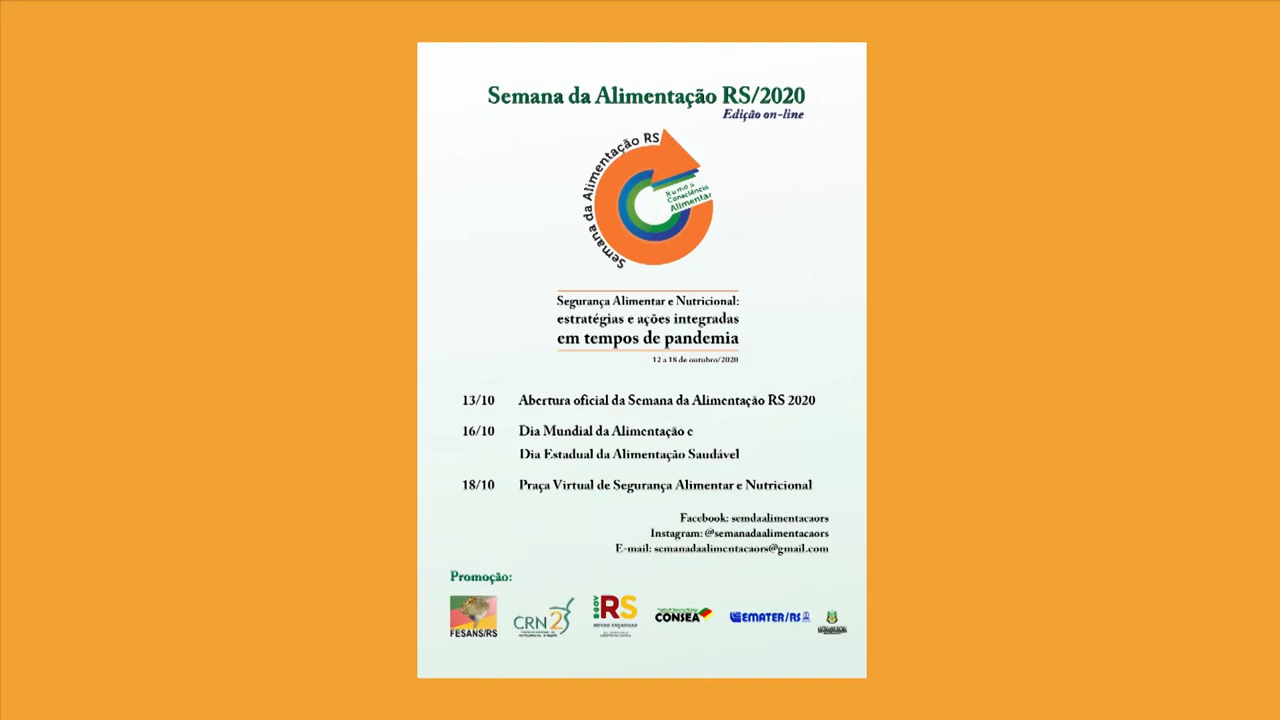 Semana da Alimentação RS/2020
Edição on-line
Semana da Alimentação RS
Rumo à
Consciência
Alimentar
Segurança Alimentar e Nutricional:
estratégias e ações integradas
em tempos de pandemia
12 a 18 de outubro/2020
13/10 Abertura oficial da Semana da Alimentação RS 2020
16/10 Dia Mundial da Alimentação e
Dia Estadual da Alimentação Saudável
18/10 Praça Virtual de Segurança Alimentar e Nutricional
Facebook: semdaalimentacaors
Instagram: @semanadaalimentacaors
E-mail: semanadaalimentacaors@gmail.com
Promoção:
FESANS/RS
CRN2
RS
CONSEA
EMATER/RS